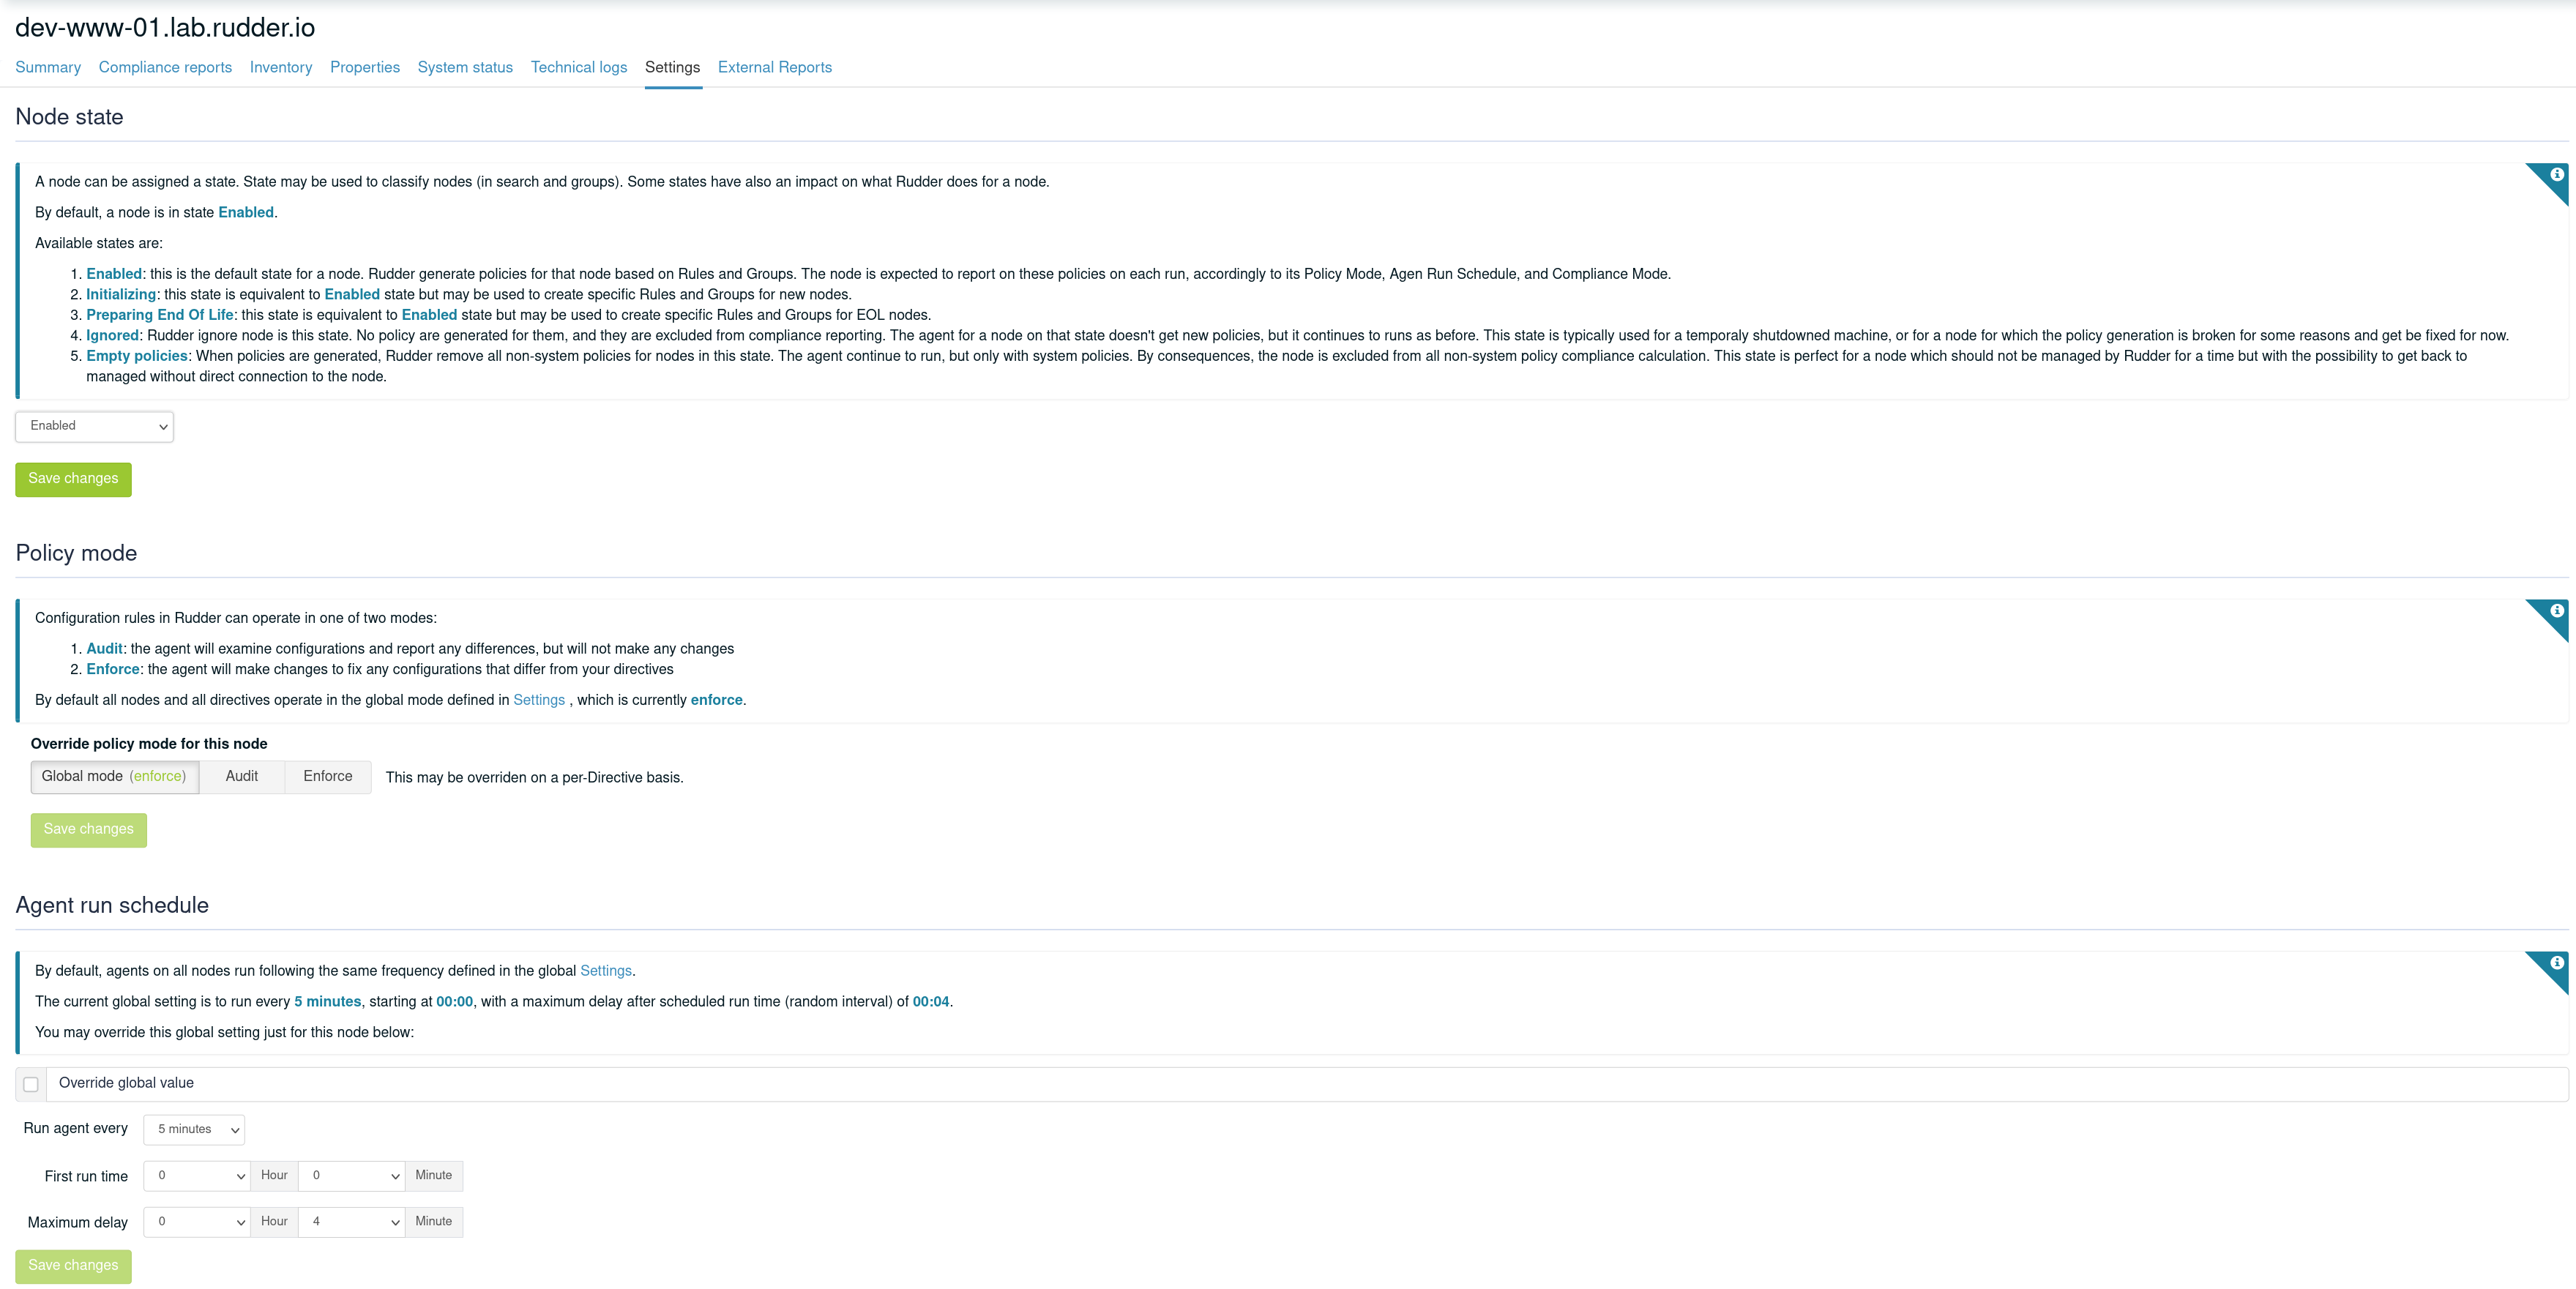 dev-www-01.lab.rudder.io
Summary Compliance reports Inventory Properties System status Technical logs Settings External Reports
Node state
A node can be assigned a state. State may be used to classify nodes (in search and groups). Some states have also an impact on what Rudder does for a node.
By default, a node is in state Enabled.
Available states are:
1. Enabled: this is the default state for a node. Rudder generate policies for that node based on Rules and Groups. The node is expected to report on these policies on each run, accordingly to its Policy Mode, Agen Run Schedule, and Compliance Mode.
2. Initializing: this state is equivalent to Enabled state but may be used to create specific Rules and Groups for new nodes.
3. Preparing End Of Life: this state is equivalent to Enabled state but may be used to create specific Rules and Groups for EOL nodes.
4. Ignored: Rudder ignore node is this state. No policy are generated for them, and they are excluded from compliance reporting. The agent for a node on that state doesn't get new policies, but it continues to runs as before. This state is typically used for a temporaly shutdowned machine, or for a node for which the policy generation is broken for some reasons and get be fixed for now.
5. Empty policies: When policies are generated, Rudder remove all non-system policies for nodes in this state. The agent continue to run, but only with system policies. By consequences, the node is excluded from all non-system policy compliance calculation. This state is perfect for a node which should not be managed by Rudder for a time but with the possibility to get back to
managed without direct connection to the node.
Enabled
Save changes
Policy mode
Configuration rules in Rudder can operate in one of two modes:
1. Audit: the agent will examine configurations and report any differences, but will not make any changes
2. Enforce: the agent will make changes to fix any configurations that differ from your directives
By default all nodes and all directives operate in the global mode defined in Settings , which is currently enforce.
Override policy mode for this node
Global mode (enforce) Audit Enforce This may be overriden on a per-Directive basis.
Save changes
Agent run schedule
By default, agents on all nodes run following the same frequency defined in the global Settings.
The current global setting is to run every 5 minutes, starting at 00:00, with a maximum delay after scheduled run time (random interval) of 00:04.
You may override this global setting just for this node below:
Override global value
Run agent every 5 minutes
First run time 0 Hour 0 Minute
Maximum delay 0 Hour 4 Minute
Save changes